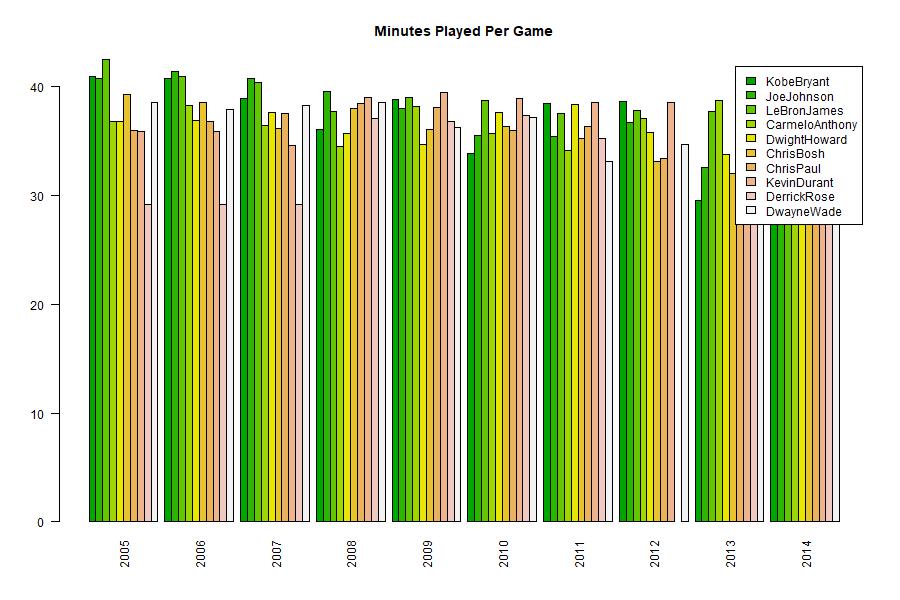 Minutes Played Per Game
40
30
20
10
0
KobeBryant
JoeJohnson
LeBronJames
CarmeloAnthony
DwightHoward
ChrisBosh
ChrisPaul
KevinDurant
DerrickRose
DwayneWade
2005
2006
2007
2008
2009
2010
2011
2012
2013
2014